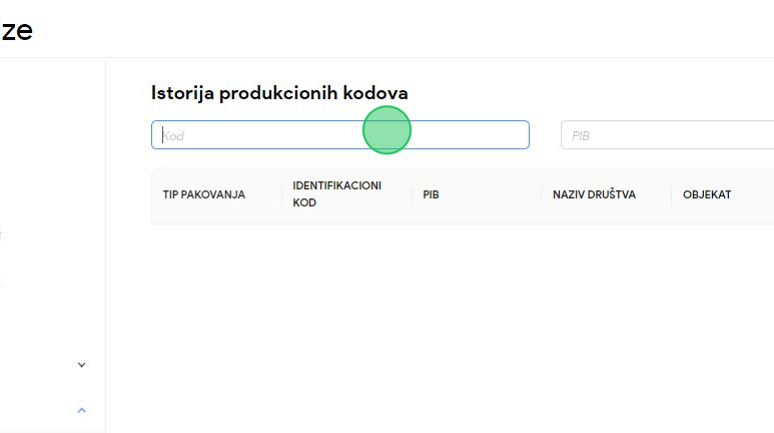 ze
Istorija produkcionih kodova
Kod
PIB
TIP PAKOVANJA
IDENTIFIKACIONI
KOD
PIB
NAZIV DRUŠTVA
OBJEKAT